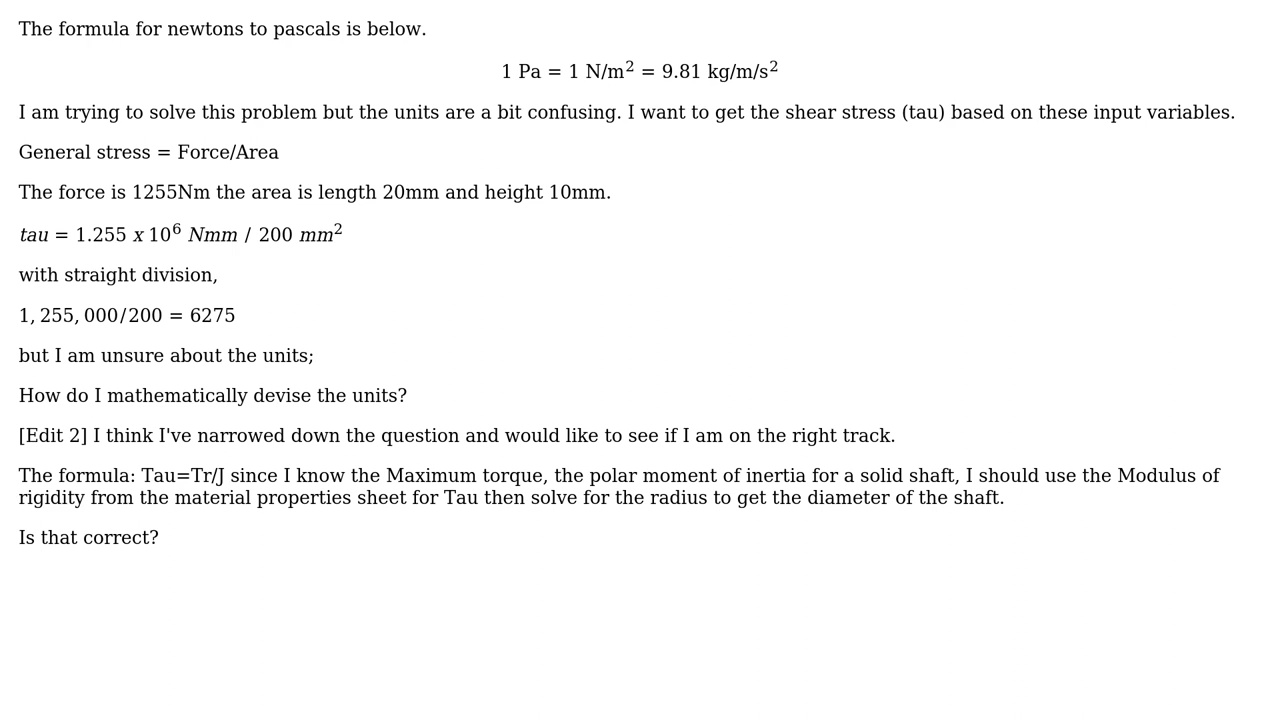 The formula for newtons to pascals is below.
1 Pa = 1 N/m² = 9.81 kg/m/s²
I am trying to solve this problem but the units are a bit confusing. I want to get the shear stress (tau) based on these input variables.
General stress = Force/Area
The force is 1255Nm the area is length 20mm and height 10mm.
tau = 1.255 x 10⁶ Nmm / 200 mm²
with straight division,
1, 255, 000/200 = 6275
but I am unsure about the units;
How do I mathematically devise the units?
[Edit 2] I think I've narrowed down the question and would like to see if I am on the right track.
The formula: Tau=Tr/J since I know the Maximum torque, the polar moment of inertia for a solid shaft, I should use the Modulus of
rigidity from the material properties sheet for Tau then solve for the radius to get the diameter of the shaft.
Is that correct?